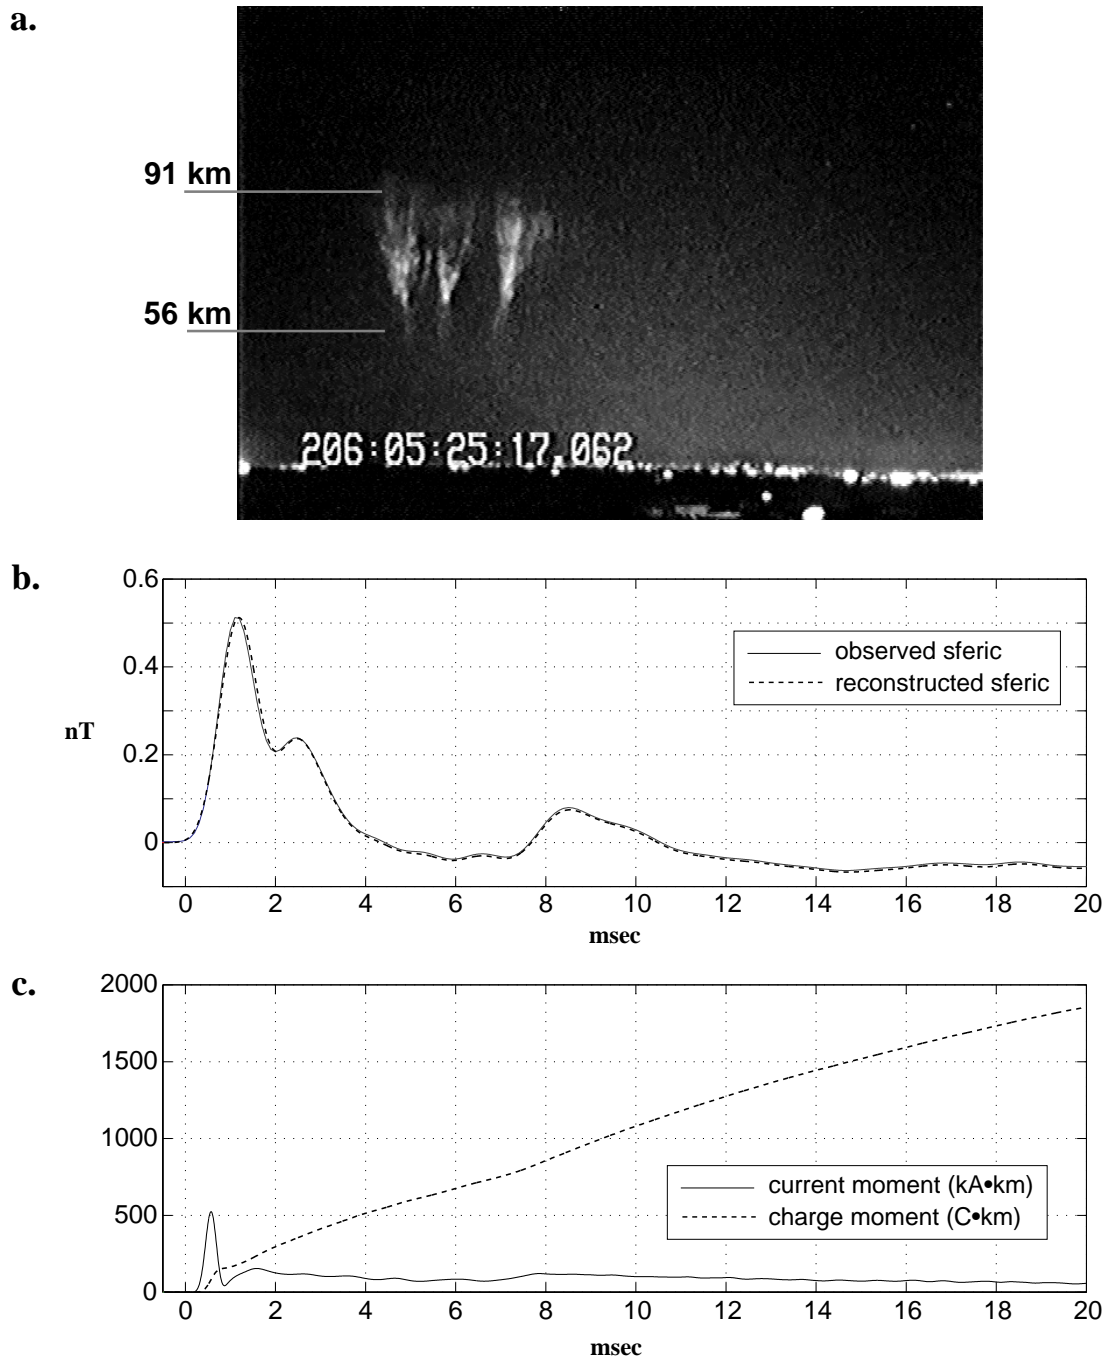 a.
91 km
56 km
206:05:25:17.062
b.
0.6
0.4
0.2
0
nT
observed sferic
reconstructed sferic
0 2 4 6 8 10 12 14 16 18 20
msec
c.
2000
1500
1000
500
0
current moment (kA•km)
charge moment (C•km)
0 2 4 6 8 10 12 14 16 18 20
msec